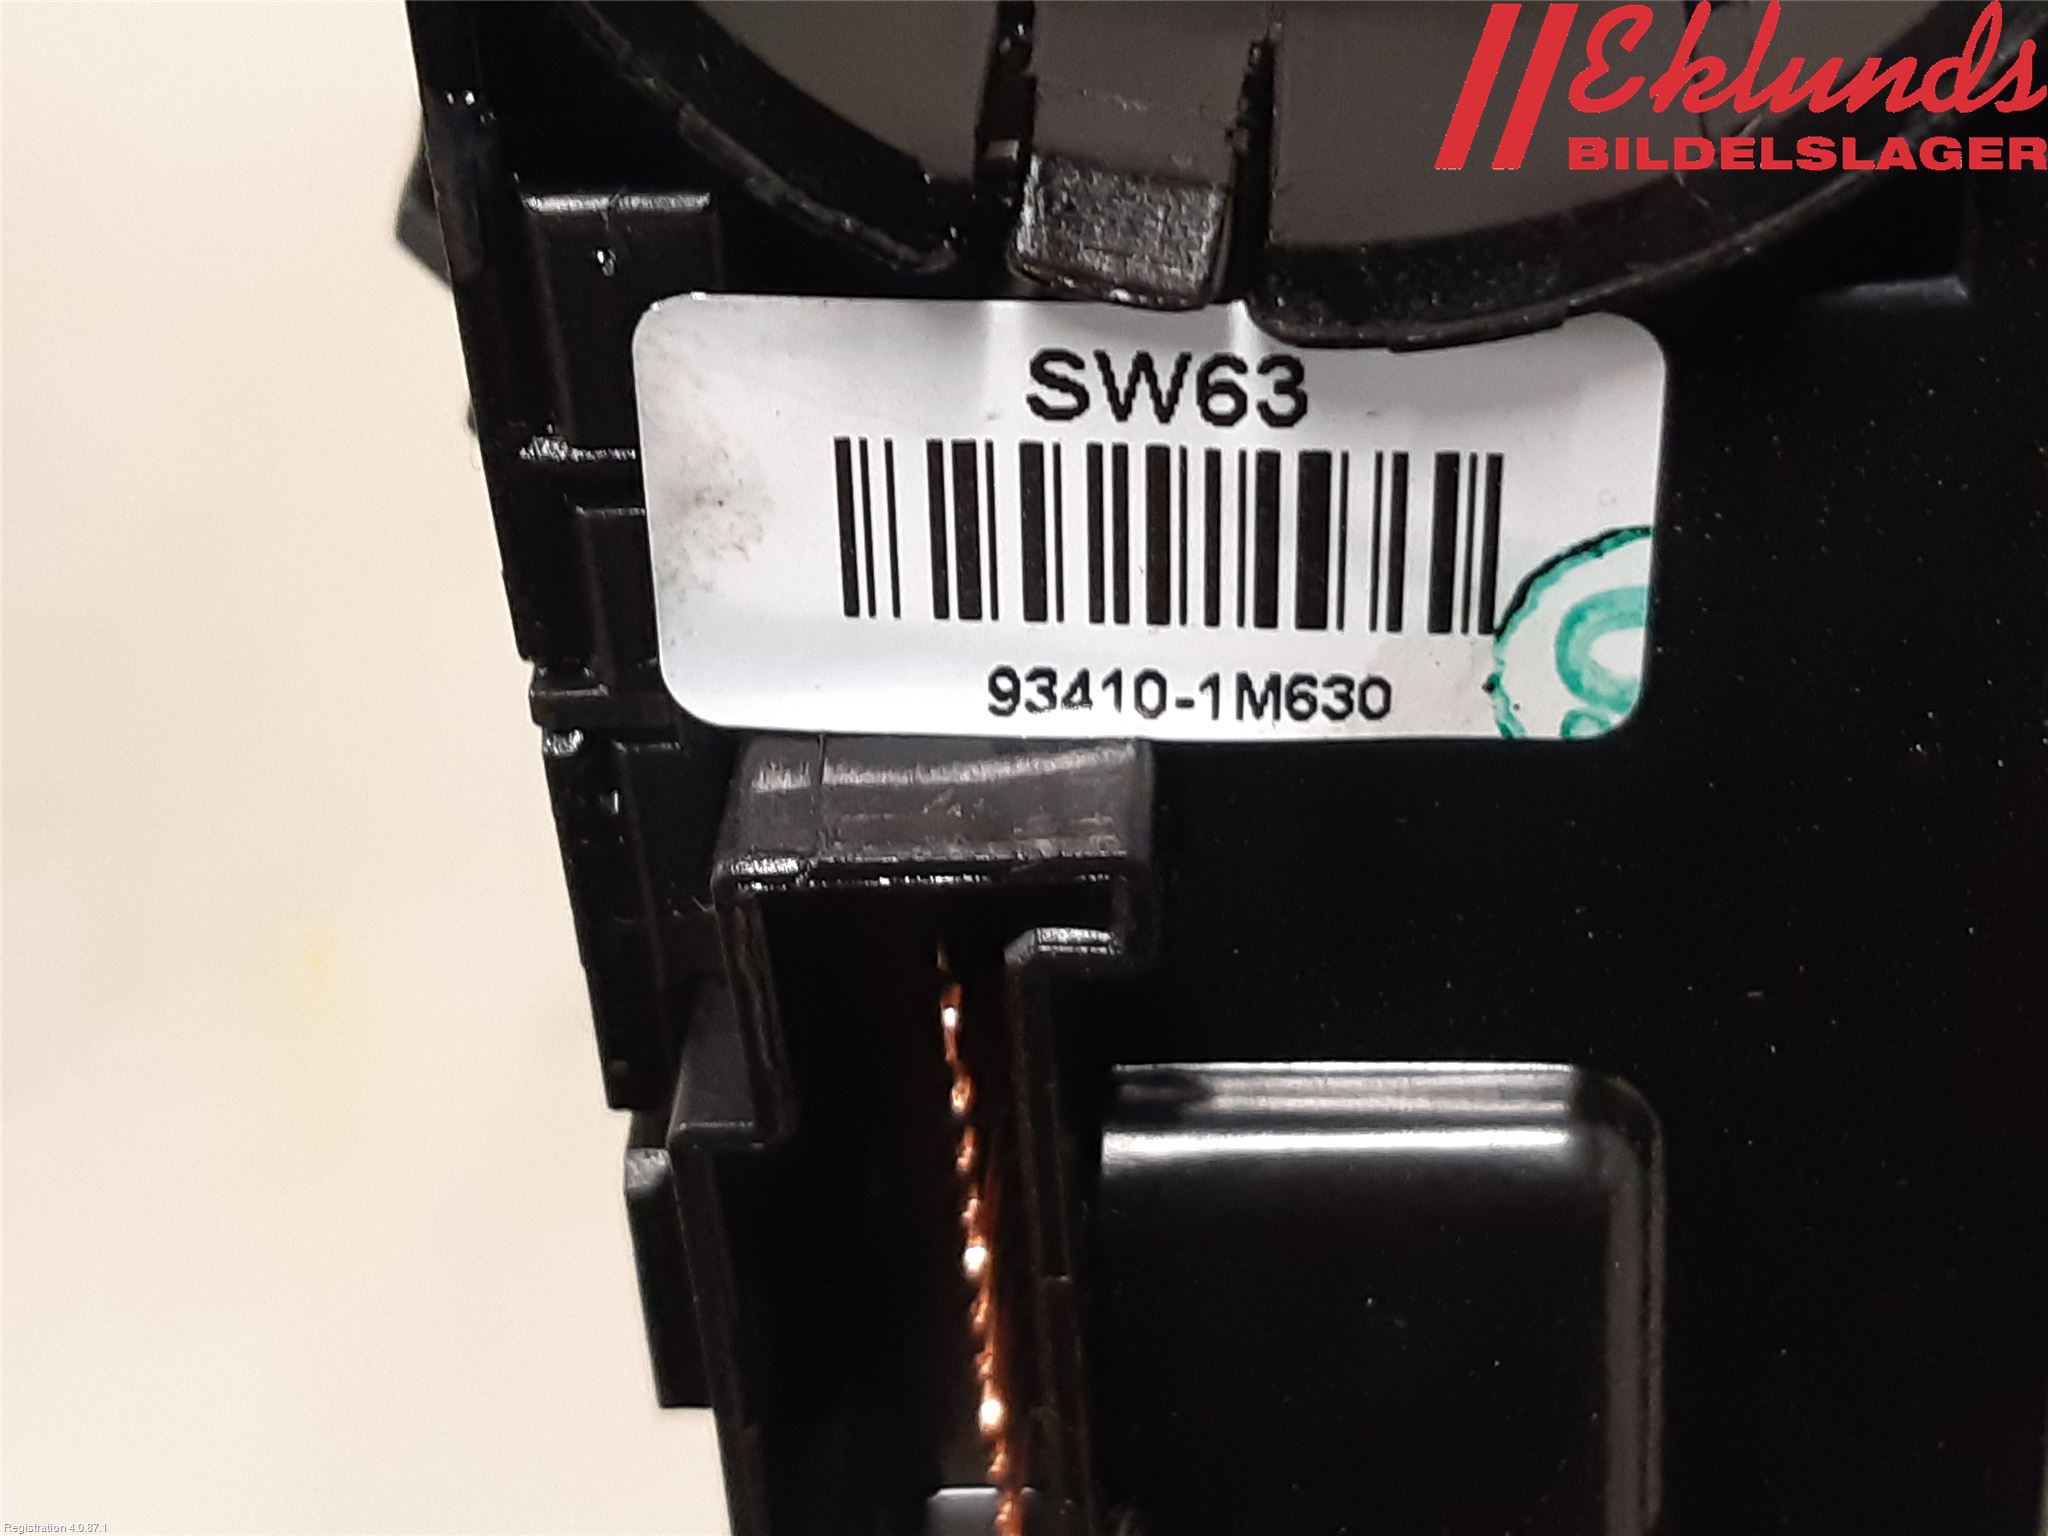 Eklunds
BILDELSLAGER
SW63
93410-1M630
Registration 4.0.87.1